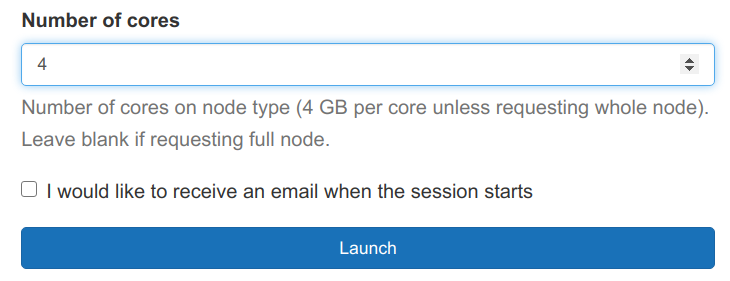 Number of cores
4
Number of cores on node type (4 GB per core unless requesting whole node).
Leave blank if requesting full node.
I would like to receive an email when the session starts
Launch